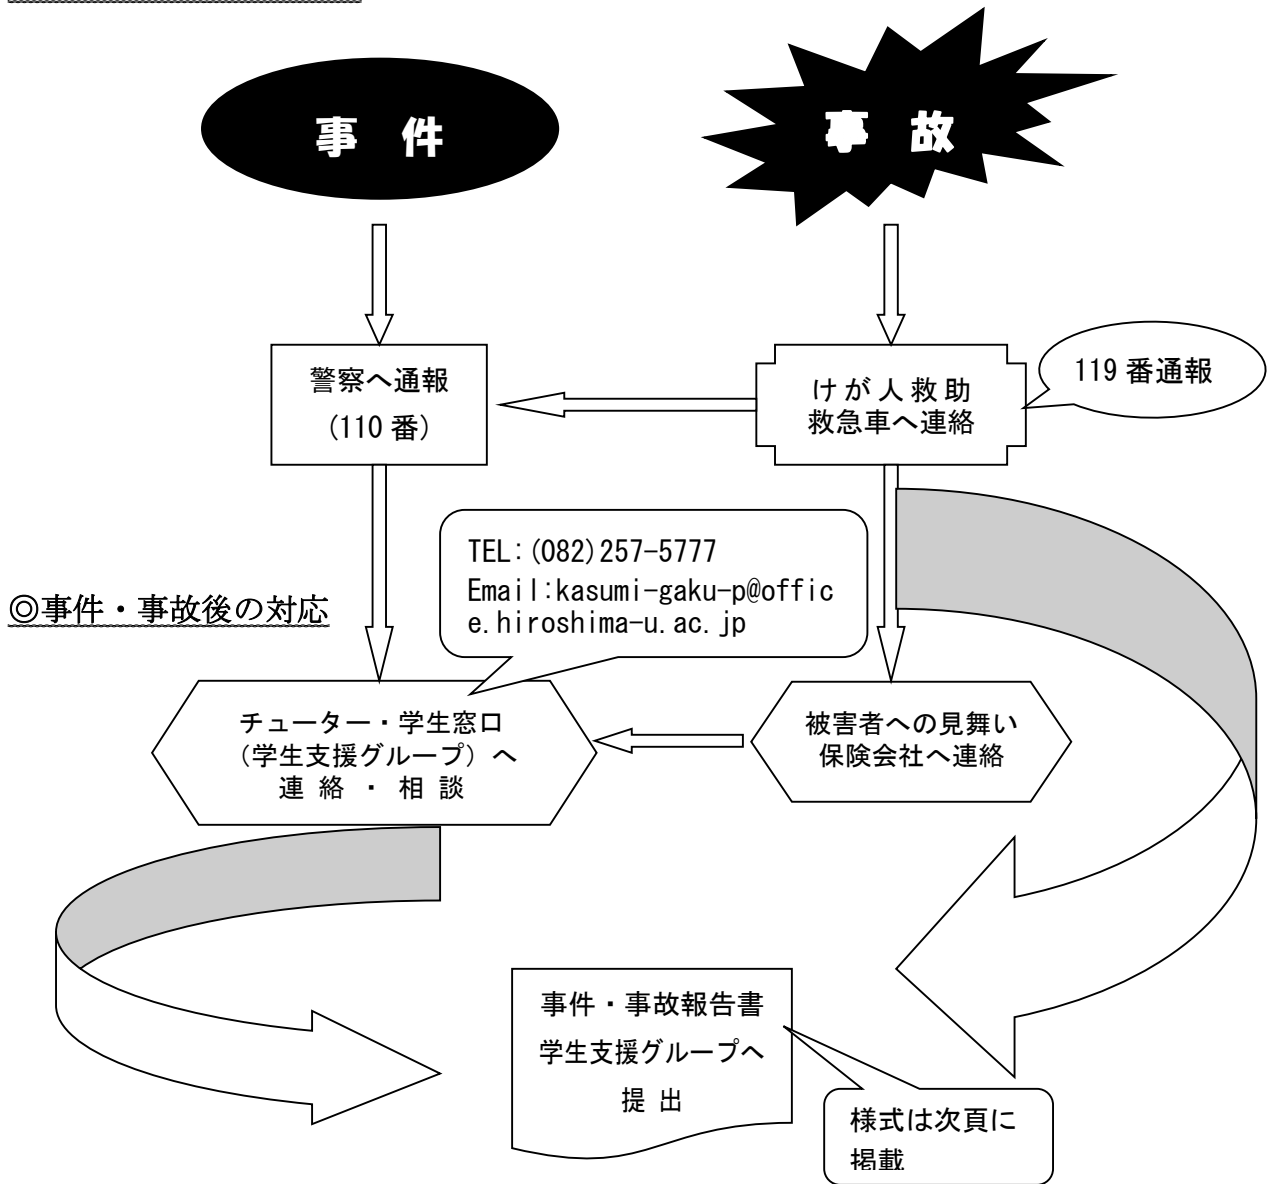 事 件
事 故
警察へ通報
(110 番)
けが人救助
救急車へ連絡
119 番通報
TEL:(082)257-5777
Email:kasumi-gaku-p@offic
e.hiroshima-u.ac.jp
◎事件・事故後の対応
チューター・学生窓口
(学生支援グループ)へ
連 絡 ・ 相 談
被害者への見舞い
保険会社へ連絡
事件・事故報告書
学生支援グループへ
提 出
様式は次頁に
掲載